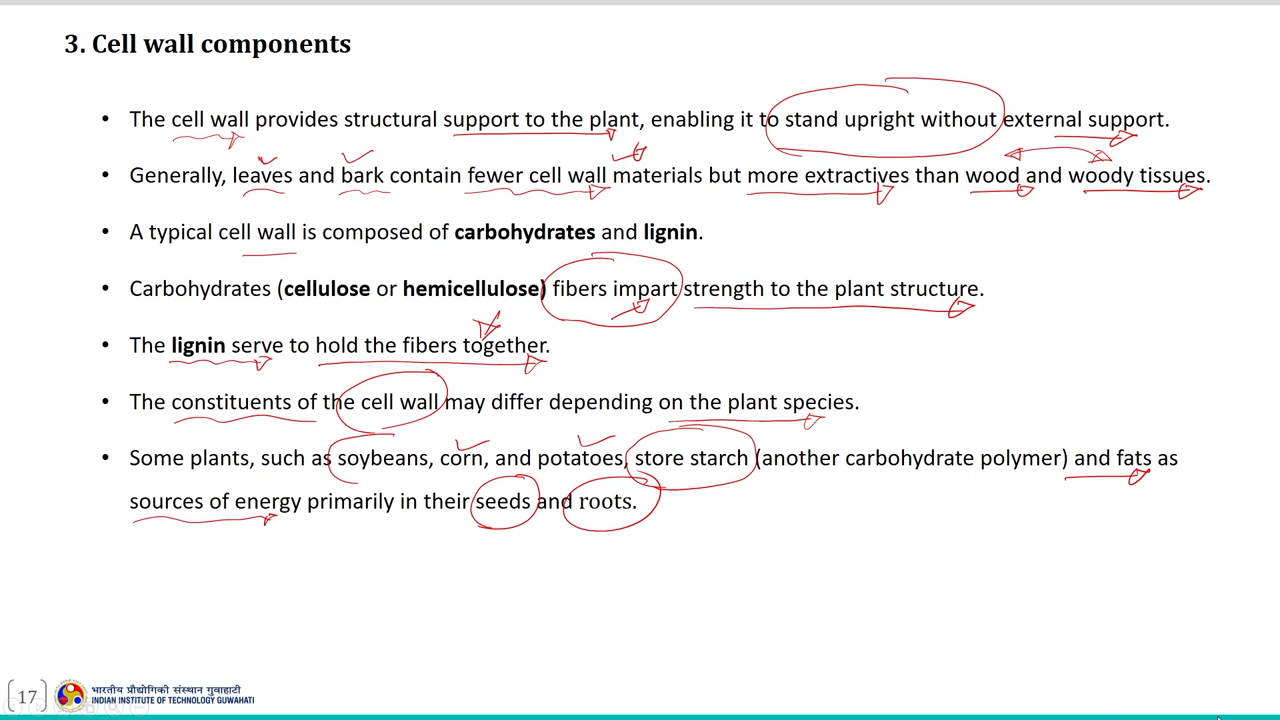 3. Cell wall components
• The cell wall provides structural support to the plant, enabling it to stand upright without external support.
• Generally, leaves and bark contain fewer cell wall materials but more extractives than wood and woody tissues.
• A typical cell wall is composed of carbohydrates and lignin.
• Carbohydrates (cellulose or hemicellulose) fibers impart strength to the plant structure.
• The lignin serve to hold the fibers together.
• The constituents of the cell wall may differ depending on the plant species.
• Some plants, such as soybeans, corn, and potatoes, store starch (another carbohydrate polymer) and fats as
sources of energy primarily in their seeds and roots.
17
भारतीय प्रौद्योगिकी संस्थान गुवाहाटी
INDIAN INSTITUTE OF TECHNOLOGY GUWAHATI